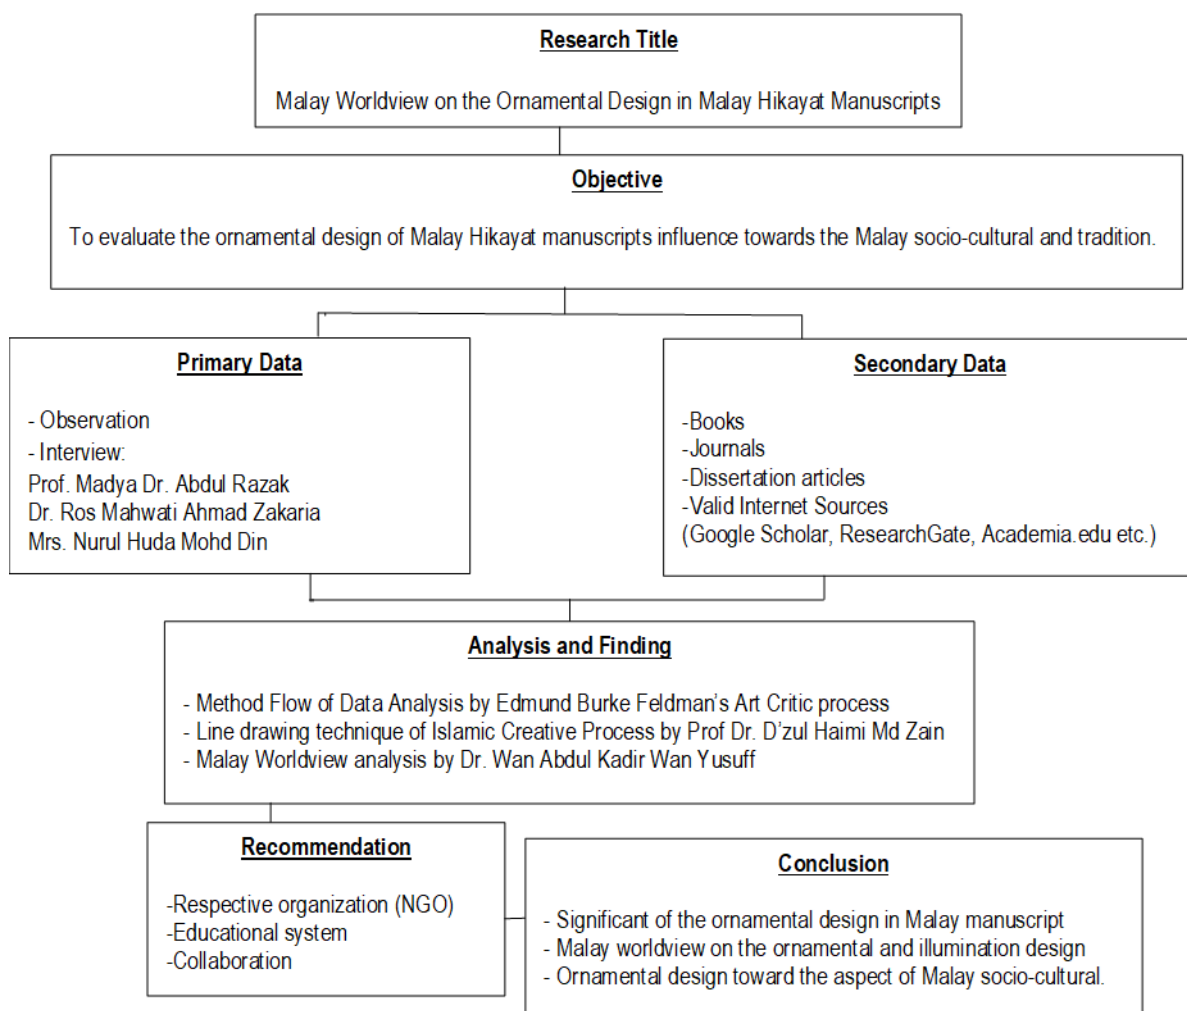 Research Title
Malay Worldview on the Ornamental Design in Malay Hikayat Manuscripts
Objective
To evaluate the ornamental design of Malay Hikayat manuscripts influence towards the Malay socio-cultural and tradition.
Primary Data
- Observation
- Interview:
Prof. Madya Dr. Abdul Razak
Dr. Ros Mahwati Ahmad Zakaria
Mrs. Nurul Huda Mohd Din
Secondary Data
-Books
-Journals
-Dissertation articles
-Valid Internet Sources
(Google Scholar, ResearchGate, Academia.edu etc.)
Analysis and Finding
- Method Flow of Data Analysis by Edmund Burke Feldman's Art Critic process
- Line drawing technique of Islamic Creative Process by Prof Dr. D'zul Haimi Md Zain
- Malay Worldview analysis by Dr. Wan Abdul Kadir Wan Yusuff
Recommendation
-Respective organization (NGO)
-Educational system
-Collaboration
Conclusion
- Significant of the ornamental design in Malay manuscript
- Malay worldview on the ornamental and illumination design
- Ornamental design toward the aspect of Malay socio-cultural.